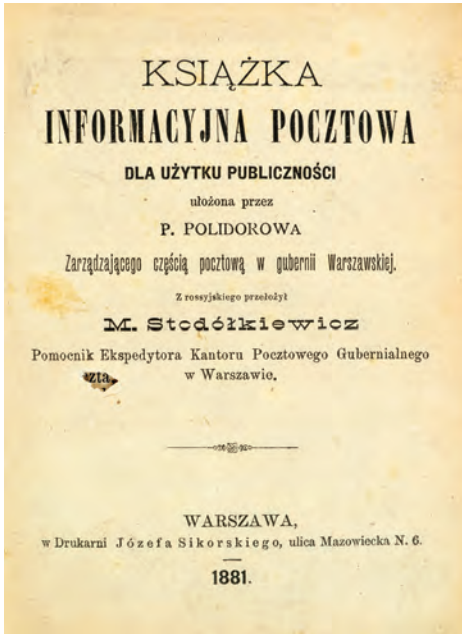 KSIĄŻKA
INFORMACYJNA POCZTOWA
DLA UŻYTKU PUBLICZNOŚCI
ułożona przez
P. POLIDOROWA
Zarządzającego częścią pocztową w gubernii Warszawskiej.
Z rossyjskiego przełożył
M. Stodółkiewicz
Pomocnik Ekspedytora Kantoru Pocztowego Gubernialnego
w Warszawie.
WARSZAWA,
w Drukarni Józefa Sikorskiego, ulica Mazowiecka N. 6.
1881.